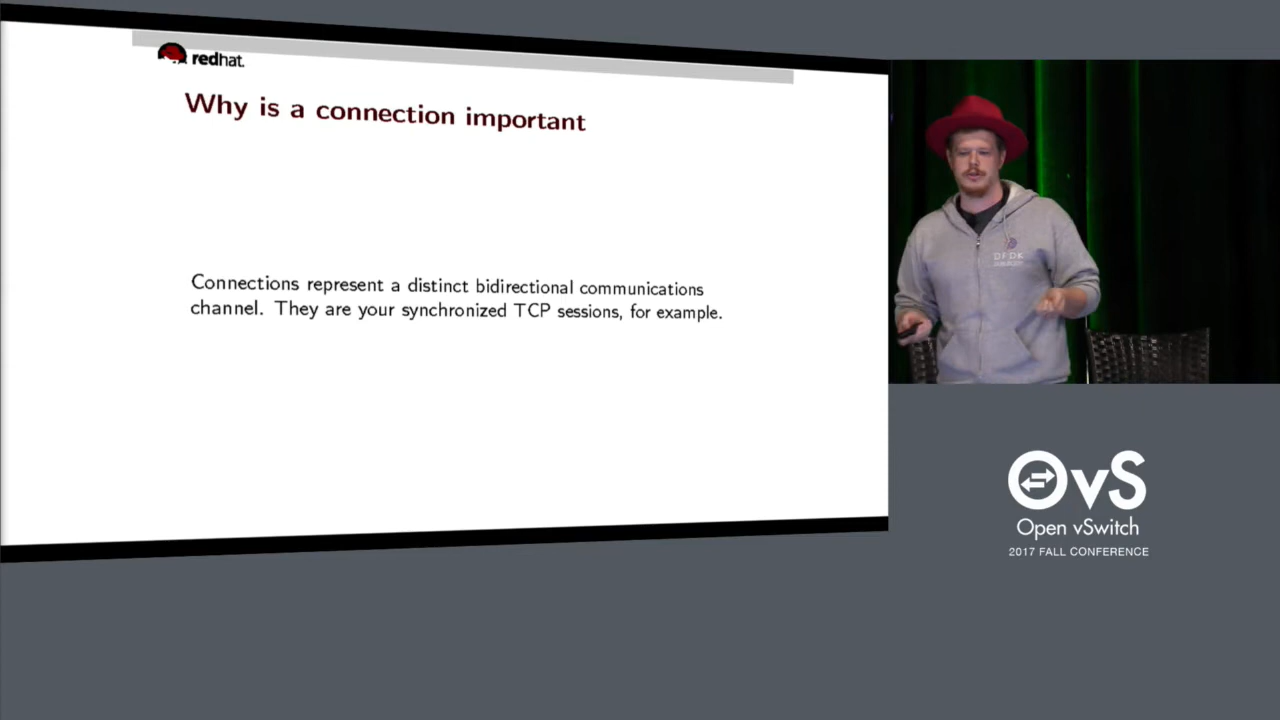 redhat.
Why is a connection important
Connections represent a distinct bidirectional communications
channel. They are your synchronized TCP sessions, for example.
DPDK
OvS
Open vSwitch
2017 FALL CONFERENCE